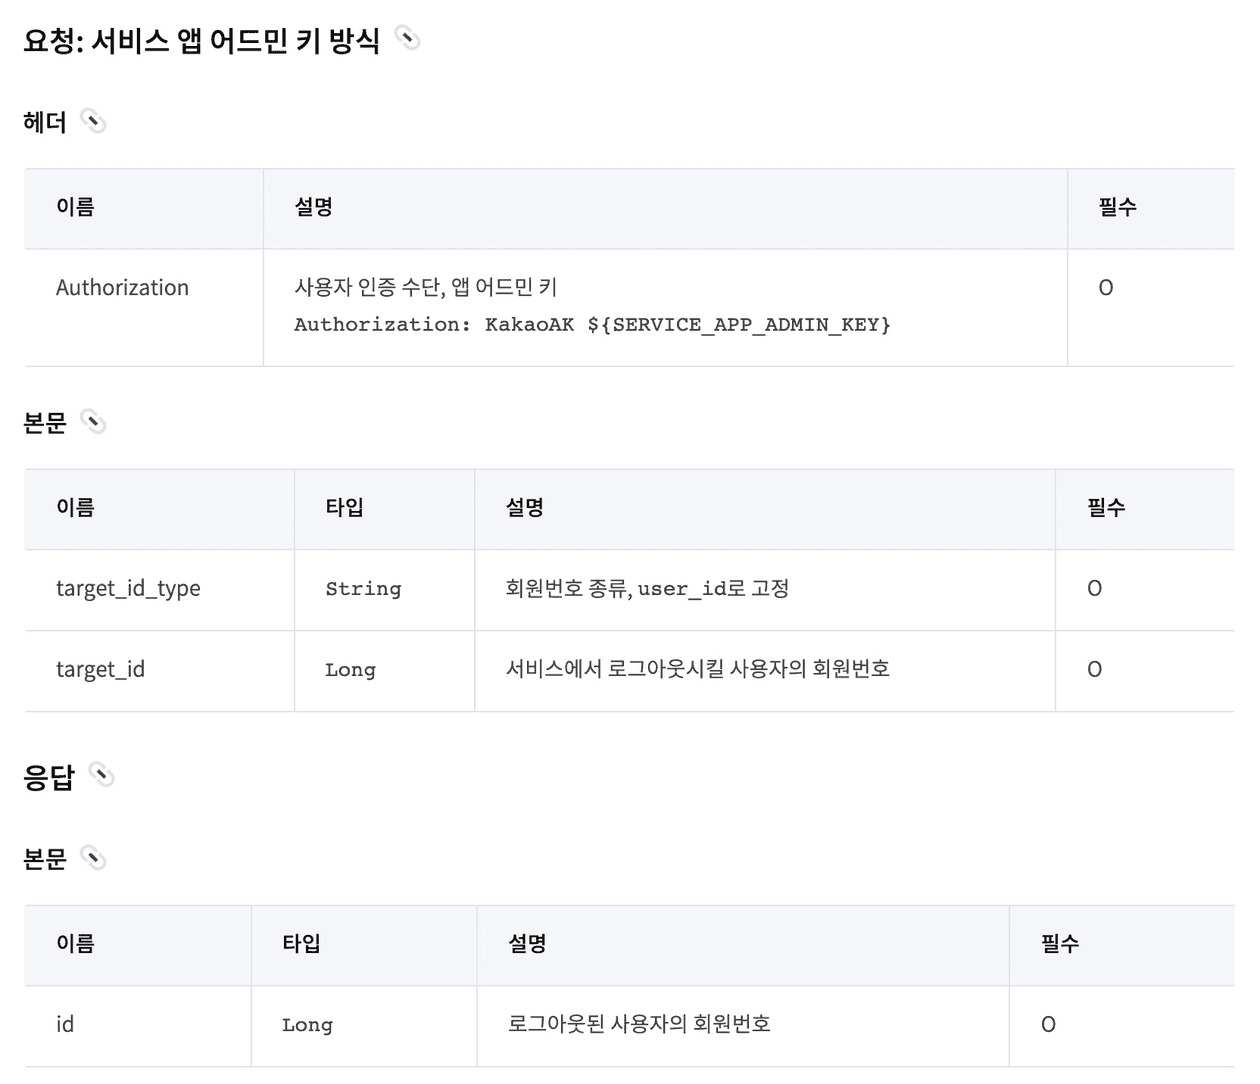 요청: 서비스 앱 어드민 키 방식
헤더
이름 설명 필수
Authorization 사용자 인증 수단, 앱 어드민 키 O
Authorization: KakaoAK ${SERVICE_APP_ADMIN_KEY}
본문
이름 타입 설명 필수
target_id_type String 회원번호 종류, user_id로 고정 O
target_id Long 서비스에서 로그아웃시킬 사용자의 회원번호 O
응답
본문
이름 타입 설명 필수
id Long 로그아웃된 사용자의 회원번호 O